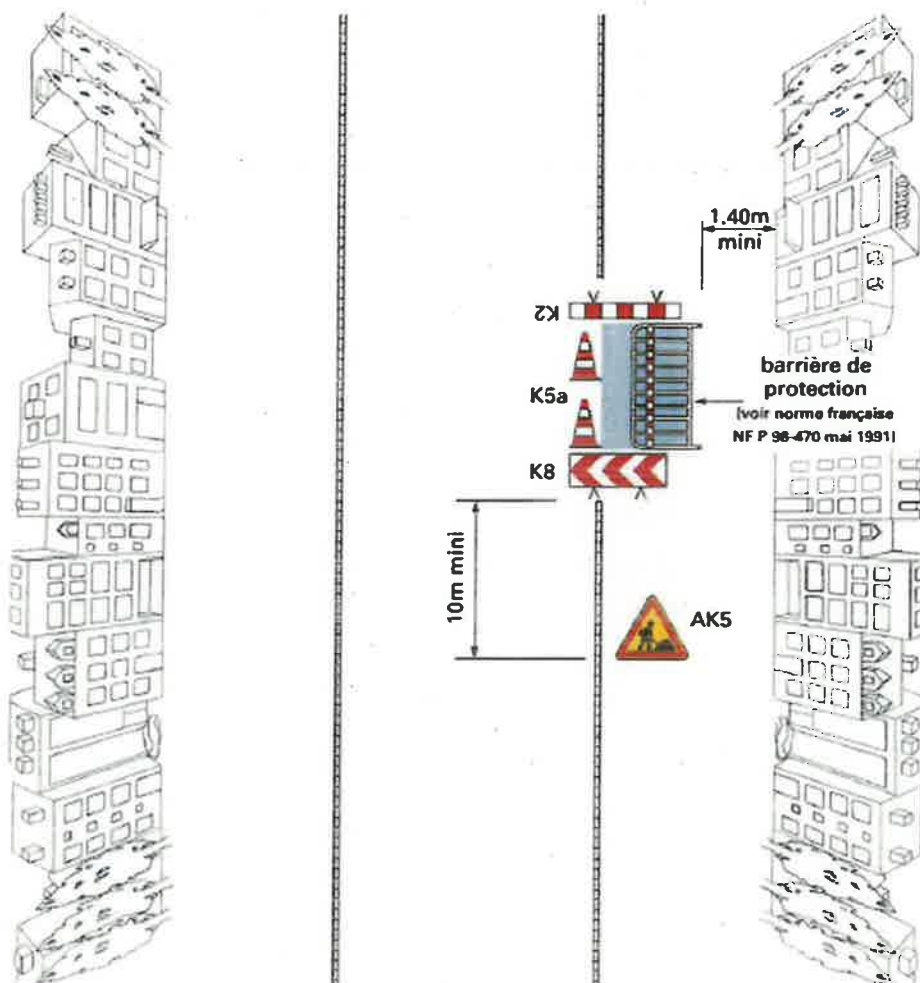 1.40m
mini
K2
barrière de
protection
(voir norme française
NF P 98-470 mai 1991)
K5a
K8
10m mini
AK5